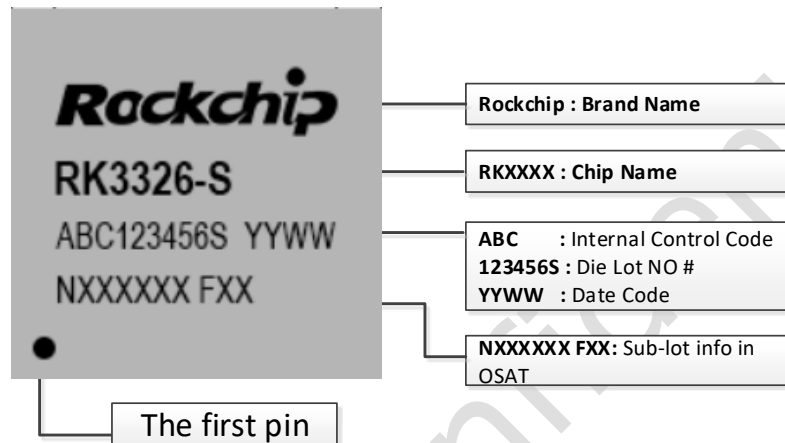 Rockchip
RK3326-S
ABC123456S YYWW
NXXXXXX FXX
The first pin
Rockchip : Brand Name
RKXXXX : Chip Name
ABC : Internal Control Code
123456S : Die Lot NO #
YYWW : Date Code
NXXXXXX FXX: Sub-lot info in
OSAT